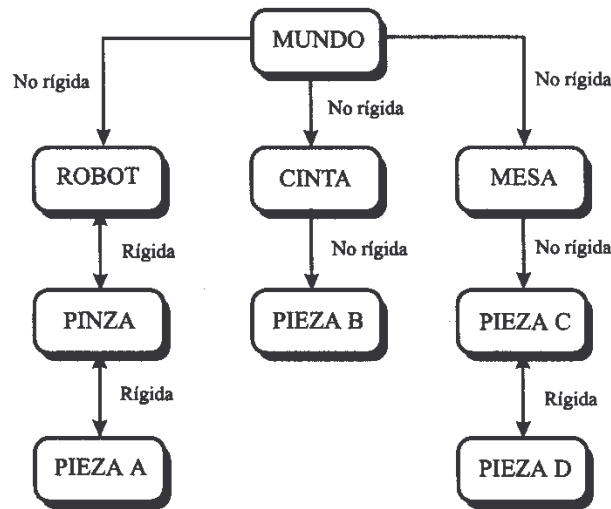 MUNDO
No rígida
No rígida
No rígida
ROBOT
CINTA
MESA
Rígida
No rígida
No rígida
PINZA
PIEZA B
PIEZA C
Rígida
Rígida
PIEZA A
PIEZA D